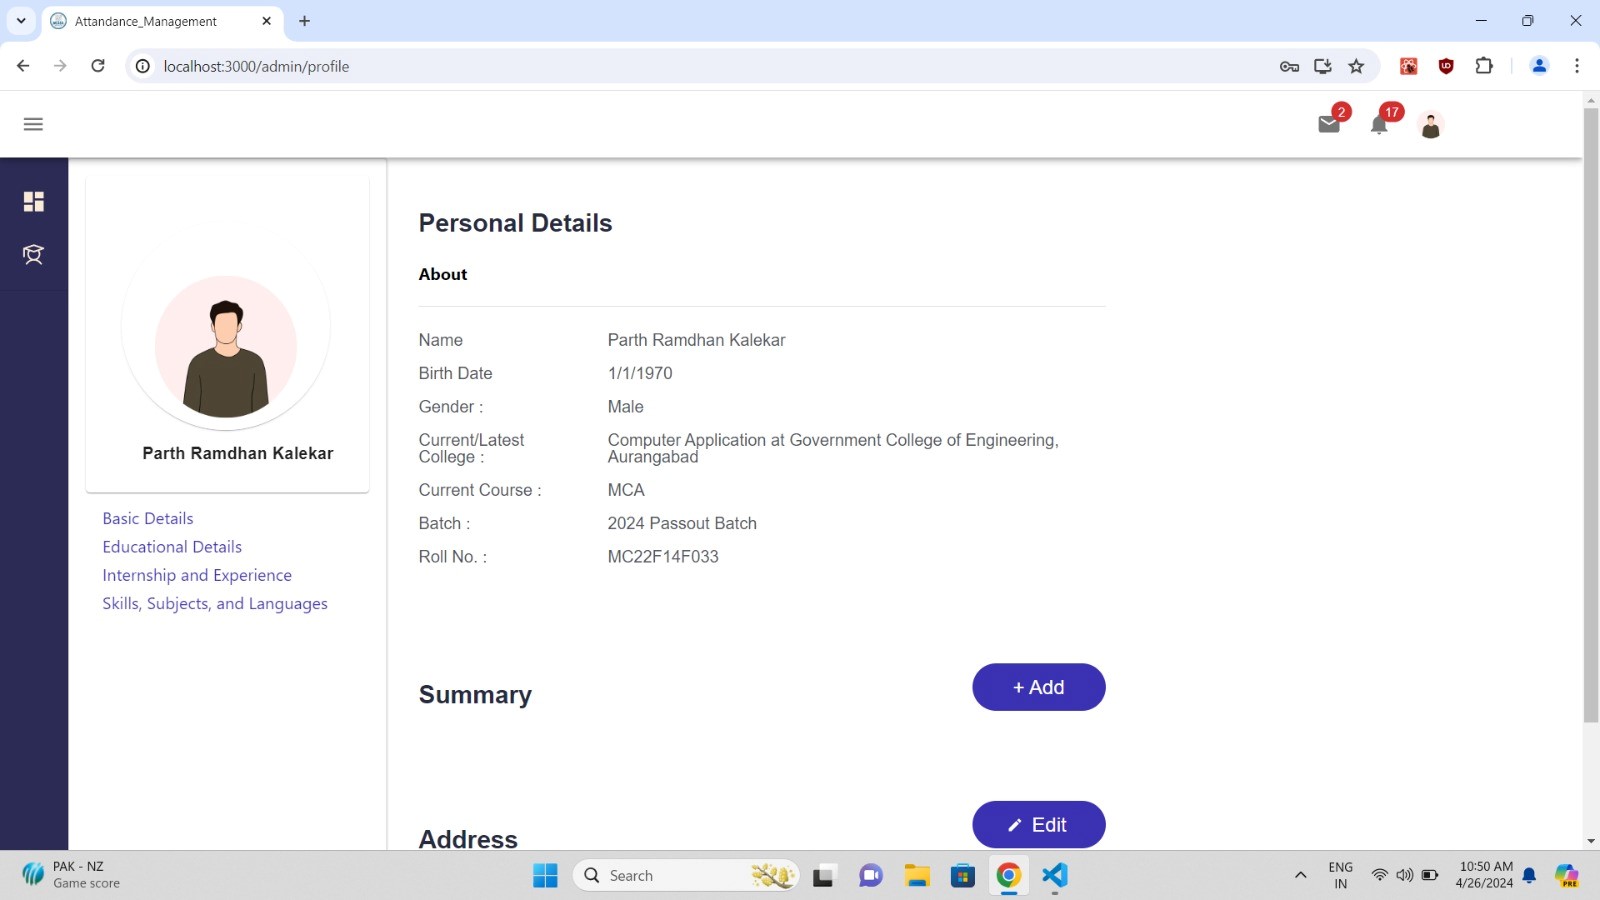 Attandance_Management
localhost:3000/admin/profile
2
17
Parth Ramdhan Kalekar
Basic Details
Educational Details
Internship and Experience
Skills, Subjects, and Languages
Personal Details
About
Name Parth Ramdhan Kalekar
Birth Date 1/1/1970
Gender : Male
Current/Latest College : Computer Application at Government College of Engineering,
Aurangabad
Current Course : MCA
Batch : 2024 Passout Batch
Roll No. : MC22F14F033
Summary + Add
Address Edit
PAK - NZ
Game score
Search
ENG
IN
10:50 AM
4/26/2024
PRE